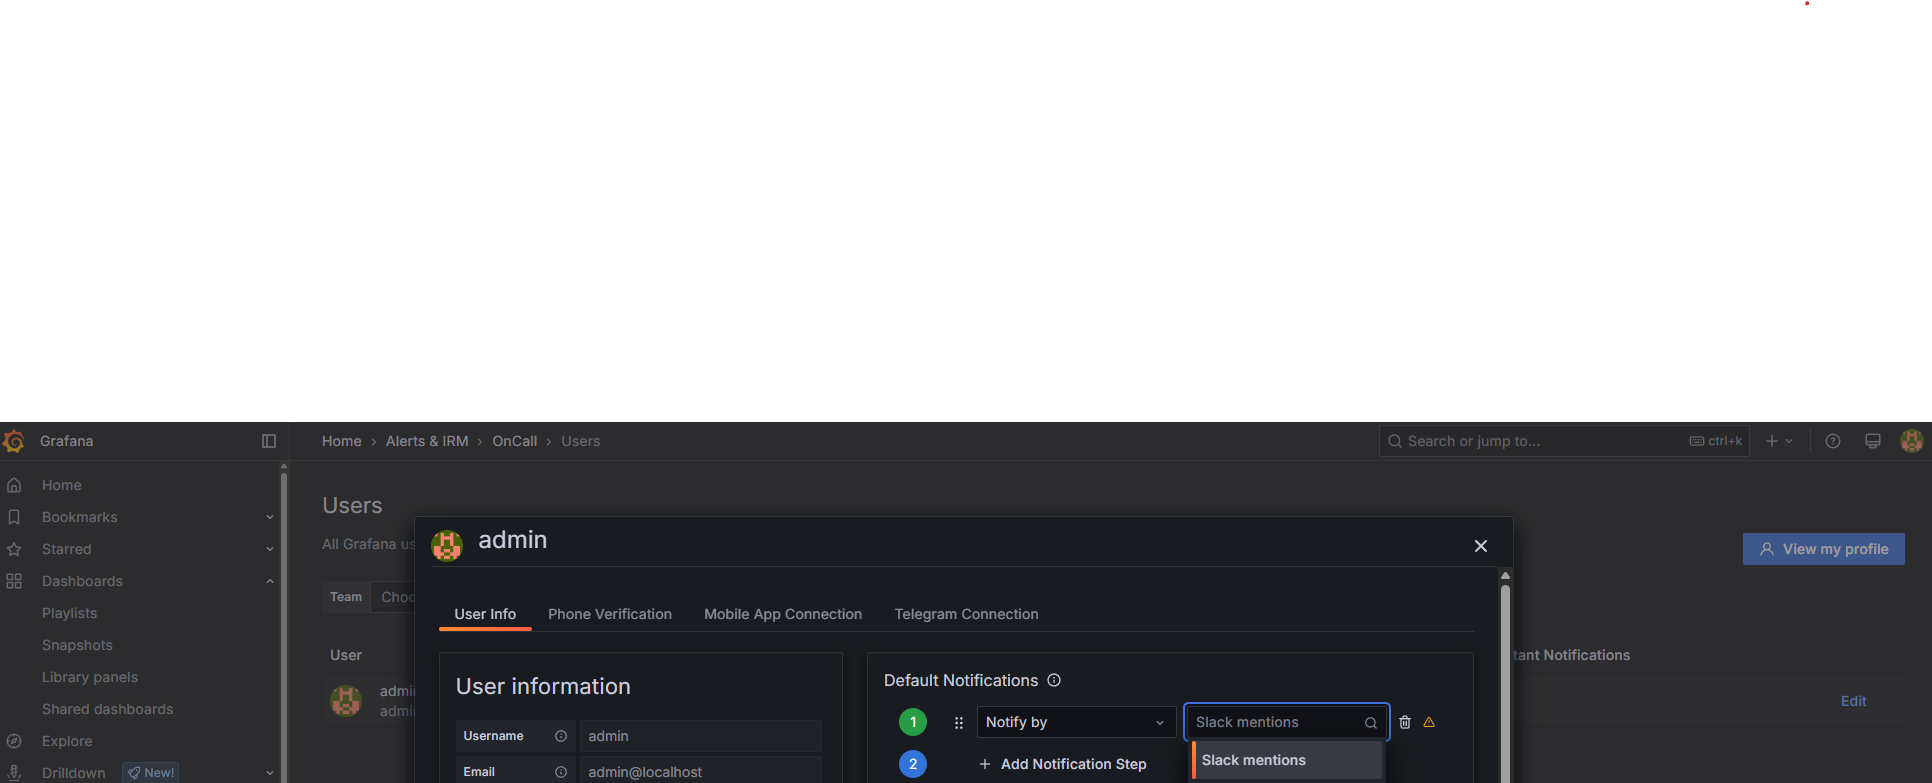 Grafana
Home › Alerts & IRM › OnCall › Users
Search or jump to...
ctrl+k
Home
Bookmarks
Starred
Dashboards
Playlists
Snapshots
Library panels
Shared dashboards
Explore
Drilldown
New!
Users
All Grafana us
View my profile
Team
Choo
User
tant Notifications
admi
admi
Edit
admin
User Info
Phone Verification
Mobile App Connection
Telegram Connection
User information
Username
admin
Email
admin@localhost
Default Notifications
1
Notify by
Slack mentions
Slack mentions
2
+ Add Notification Step